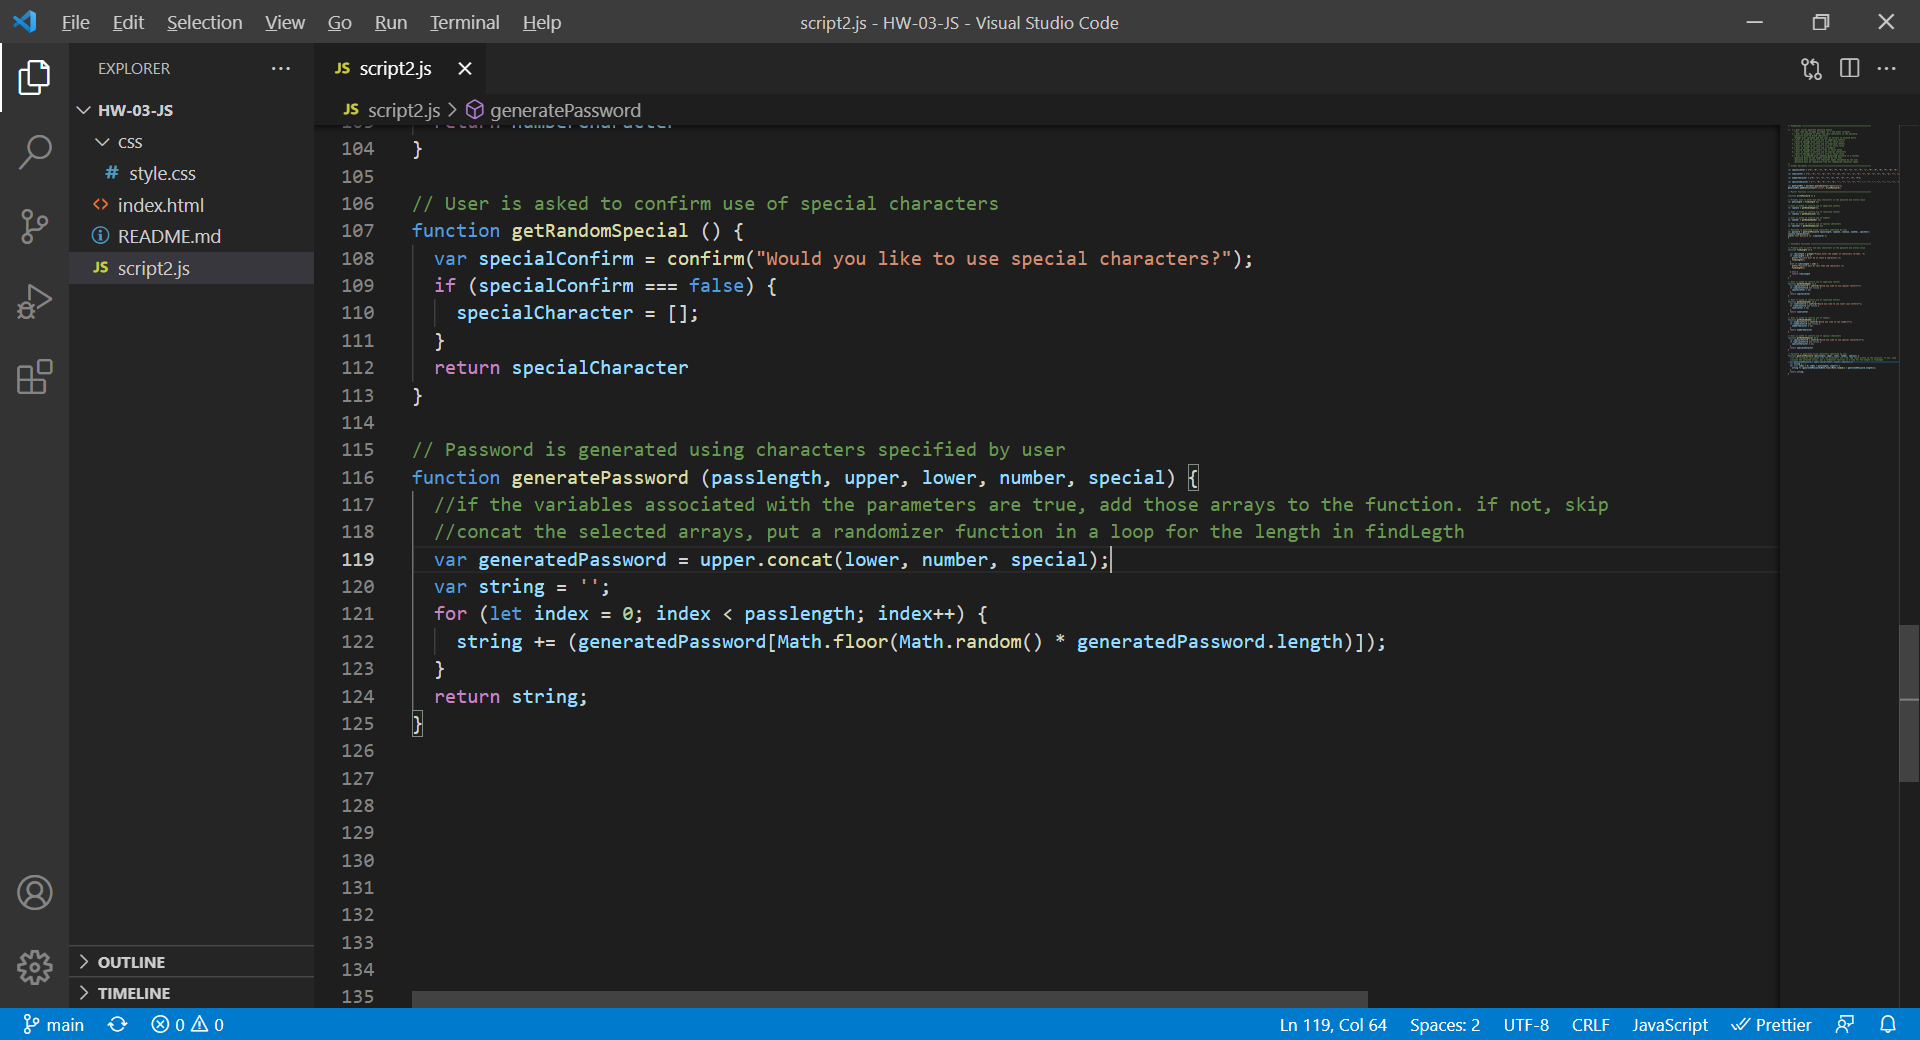 File Edit Selection View Go Run Terminal Help
script2.js - HW-03-JS - Visual Studio Code
EXPLORER
HW-03-JS
css
# style.css
<> index.html
README.md
JS script2.js
OUTLINE
TIMELINE
JS script2.js
JS script2.js > generatePassword
103 return numberCharacter
104 }
105
106 // User is asked to confirm use of special characters
107 function getRandomSpecial () {
108 var specialConfirm = confirm("Would you like to use special characters?");
109 if (specialConfirm === false) {
110 specialCharacter = [];
111 }
112 return specialCharacter
113 }
114
115 // Password is generated using characters specified by user
116 function generatePassword (passlength, upper, lower, number, special) {
117 //if the variables associated with the parameters are true, add those arrays to the function. if not, skip
118 //concat the selected arrays, put a randomizer function in a loop for the length in findLegth
119 var generatedPassword = upper.concat(lower, number, special);
120 var string = '';
121 for (let index = 0; index < passlength; index++) {
122 string += (generatedPassword[Math.floor(Math.random() * generatedPassword.length)]);
123 }
124 return string;
125 }
126
127
128
129
130
131
132
133
134
135
main 0 0 Ln 119, Col 64 Spaces: 2 UTF-8 CRLF JavaScript Prettier